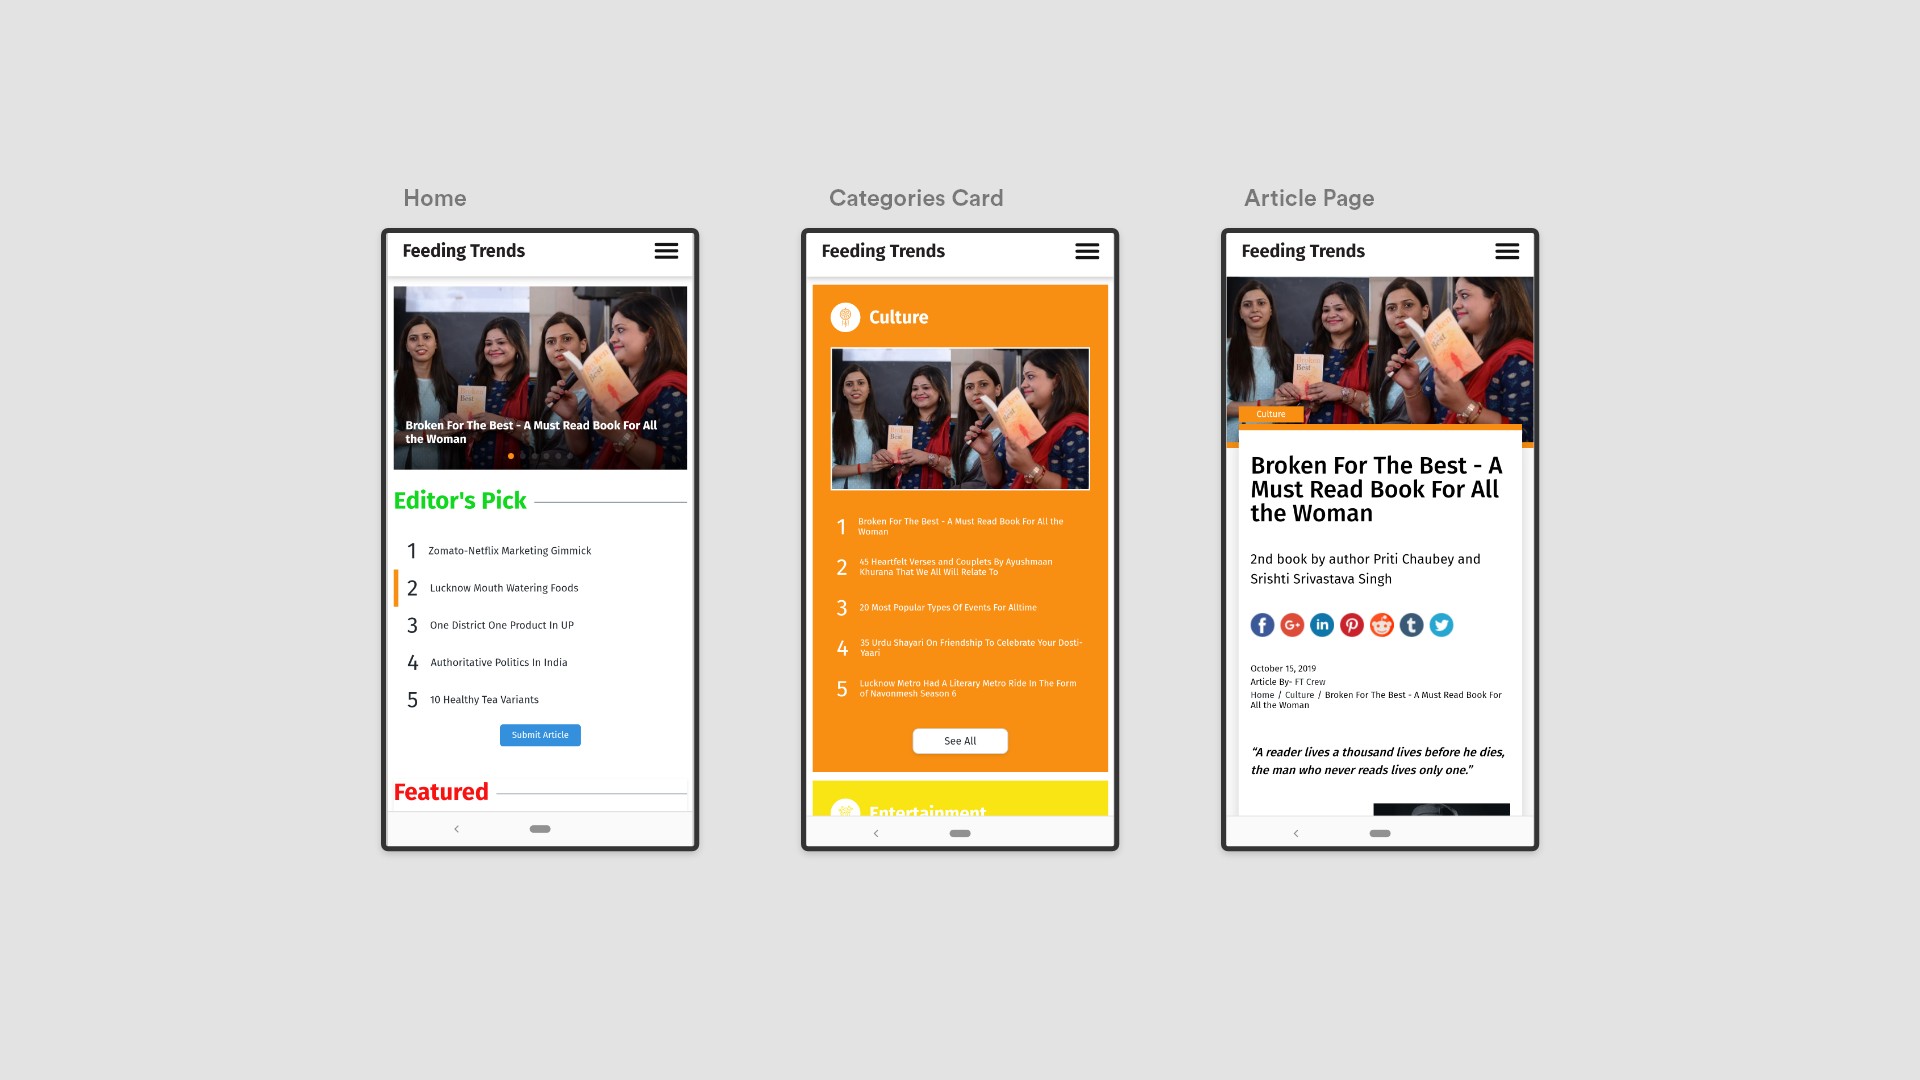 Home
Feeding Trends
Broken For The Best - A Must Read Book For All
the Woman
Editor's Pick
1 Zomato-Netflix Marketing Gimmick
2 Lucknow Mouth Watering Foods
3 One District One Product In UP
4 Authoritative Politics In India
5 10 Healthy Tea Variants
Submit Article
Featured
Categories Card
Feeding Trends
Culture
1 Broken For The Best - A Must Read Book For All the
Woman
2 45 Heartfelt Verses and Couplets By Ayushmaan
Khurana That We All Will Relate To
3 20 Most Popular Types Of Events For Alltime
4 35 Urdu Shayari On Friendship To Celebrate Your Dosti-
Yaari
5 Lucknow Metro Had A Literary Metro Ride In The Form
of Navonmesh Season 6
See All
Entertainment
Article Page
Feeding Trends
Culture
Broken For The Best - A
Must Read Book For All
the Woman
2nd book by author Priti Chaubey and
Srishti Srivastava Singh
October 15, 2019
Article By- FT Crew
Home / Culture / Broken For The Best - A Must Read Book For
All the Woman
“A reader lives a thousand lives before he dies,
the man who never reads lives only one.”